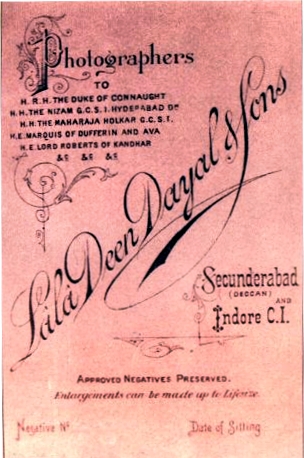 Photographers
TO
H. R. H. THE DUKE OF CONNAUGHT
H. H. THE NIZAM G. C. S. I. HYDERABAD DN
H. H. THE MAHARAJA HOLKAR G. C. S. I.
H. E. MARQUIS OF DUFFERIN AND AVA
H. E. LORD ROBERTS OF KANDHAR
&c &c &c
Lala Deen Dayal & Sons
Secunderabad
(DECCAN)
AND
Indore C. I.
APPROVED NEGATIVES PRESERVED.
Enlargements can be made up to Lifesize.
Negative No
Date of Sitting